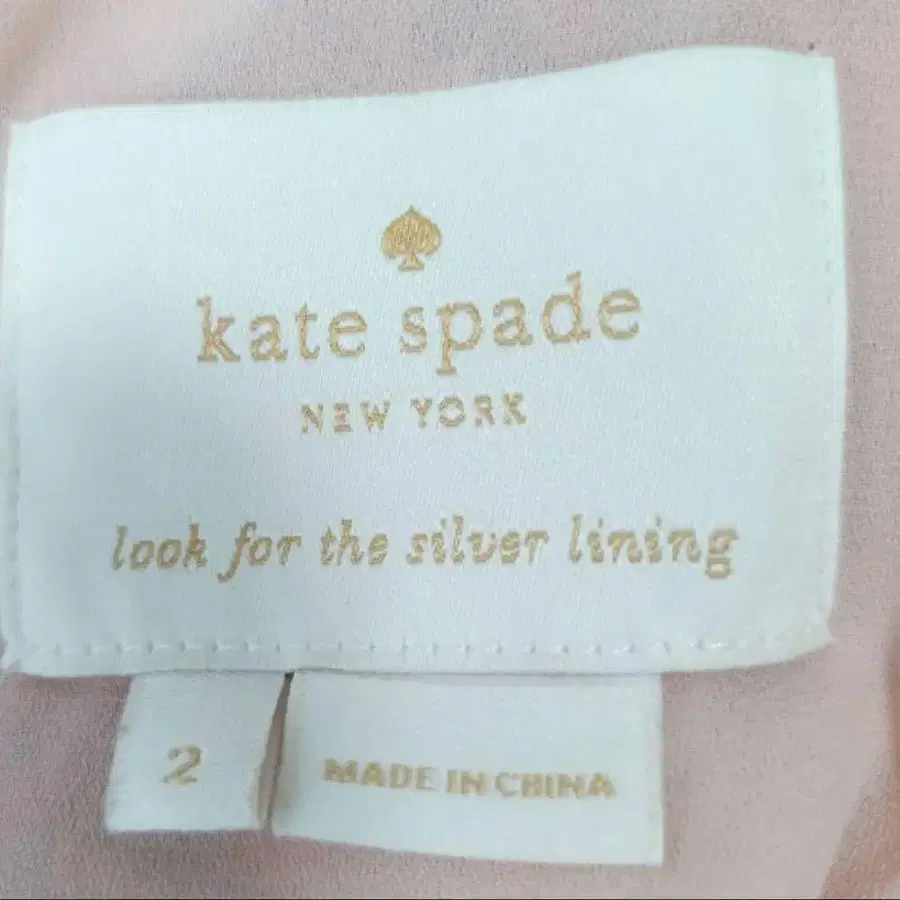 kate spade
NEW YORK
look for the silver lining
2
MADE IN CHINA